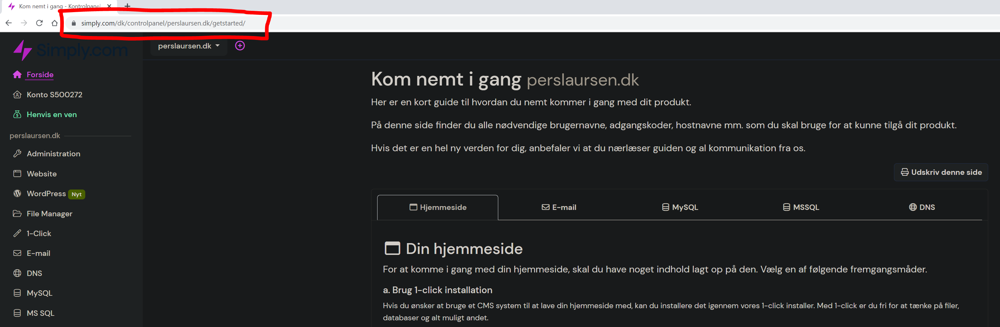 Kom nemt i gang - Kontrolpanel
simply.com/dk/controlpanel/perslaursen.dk/getstarted/
Simply.com
perslaursen.dk
Forside
Konto S500272
Henvis en ven
perslaursen.dk
Administration
Website
WordPress Nyt
File Manager
1-Click
E-mail
DNS
MySQL
MS SQL
Kom nemt i gang perslaursen.dk
Her er en kort guide til hvordan du nemt kommer i gang med dit produkt.
På denne side finder du alle nødvendige brugernavne, adgangskoder, hostnavne mm. som du skal bruge for at kunne tilgå dit produkt.
Hvis det er en hel ny verden for dig, anbefaler vi at du nærlæser guiden og al kommunikation fra os.
Udskriv denne side
Hjemmeside E-mail MySQL MSSQL DNS
Din hjemmeside
For at komme i gang med din hjemmeside, skal du have noget indhold lagt op på den. Vælg en af følgende fremgangsmåder.
a. Brug 1-click installation
Hvis du ønsker at bruge et CMS system til at lave din hjemmeside med, kan du installere det igennem vores 1-click installer. Med 1-click er du fri for at tænke på filer,
databaser og alt muligt andet.